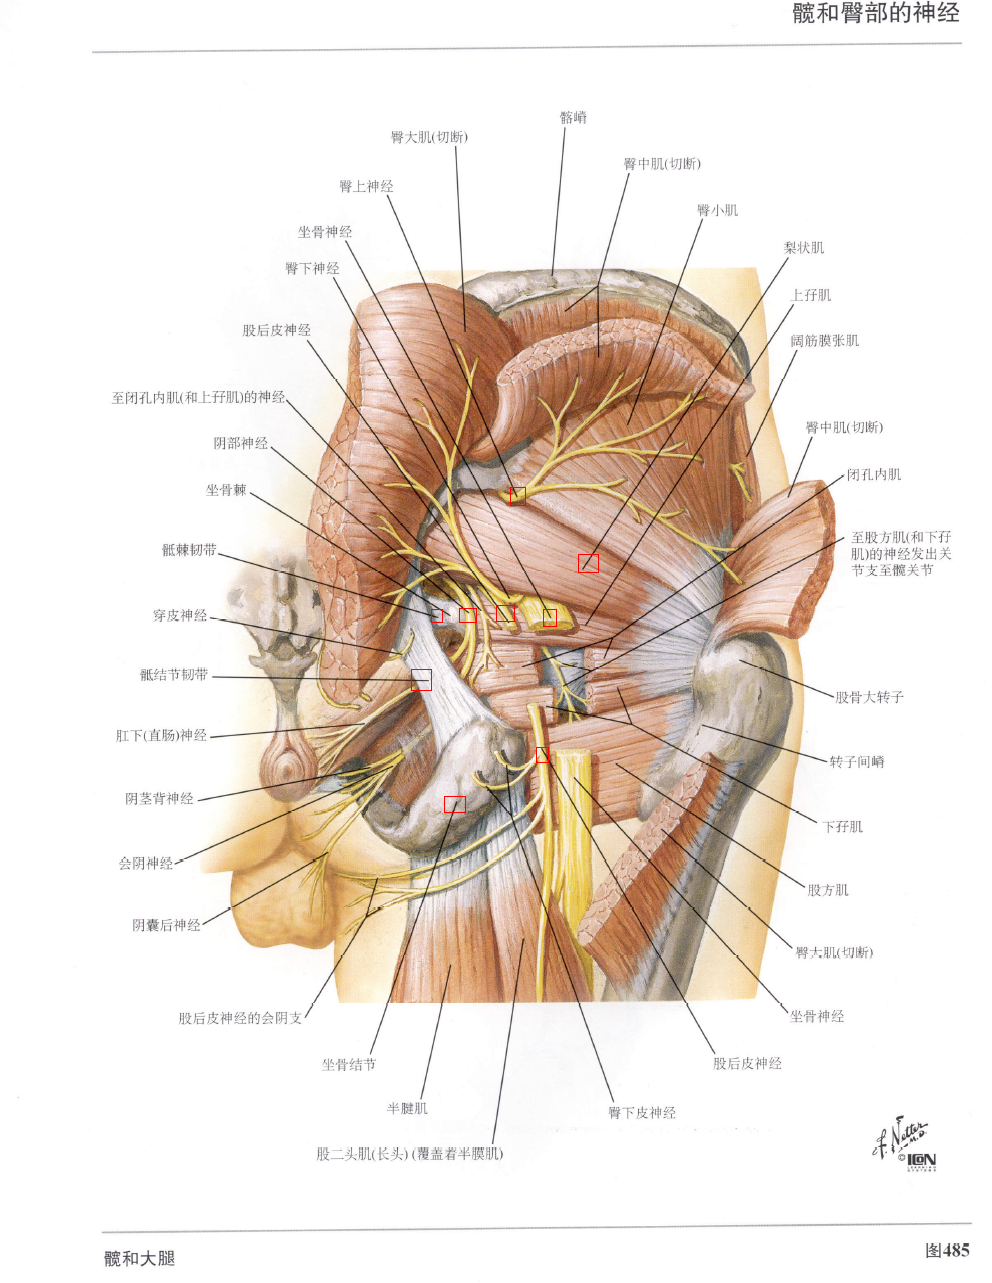 髋和臀部的神经
髂嵴
臀大肌(切断)
臀中肌(切断)
臀上神经
臀小肌
坐骨神经
梨状肌
臀下神经
上孖肌
股后皮神经
阔筋膜张肌
至闭孔内肌(和上孖肌)的神经
臀中肌(切断)
阴部神经
闭孔内肌
坐骨棘
至股方肌(和下孖
肌)的神经发出关
节支至髋关节
骶棘韧带
穿皮神经
骶结节韧带
股骨大转子
肛下(直肠)神经
转子间嵴
阴茎背神经
下孖肌
会阴神经
股方肌
阴囊后神经
臀大肌(切断)
股后皮神经的会阴支
坐骨神经
坐骨结节
股后皮神经
半腱肌
臀下皮神经
股二头肌(长头)(覆盖着半膜肌)
F. Netter
M.D.
© ICON
LEARNING
SYSTEMS
髋和大腿
图485